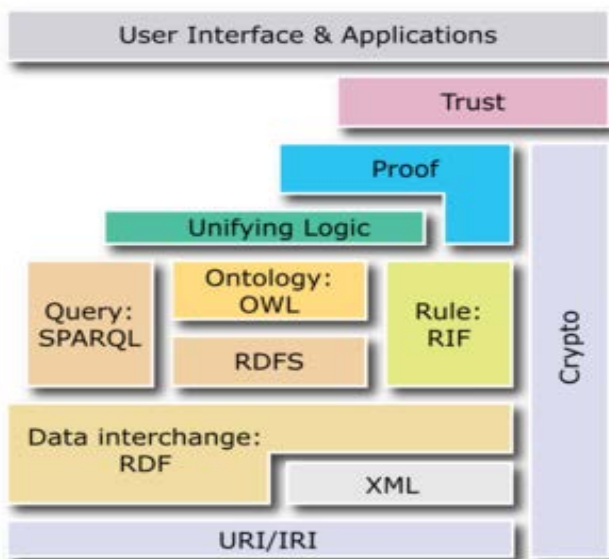 User Interface & Applications
Trust
Proof
Unifying Logic
Query:
SPARQL
Ontology:
OWL
RDFS
Rule:
RIF
Crypto
Data interchange:
RDF
XML
URI/IRI